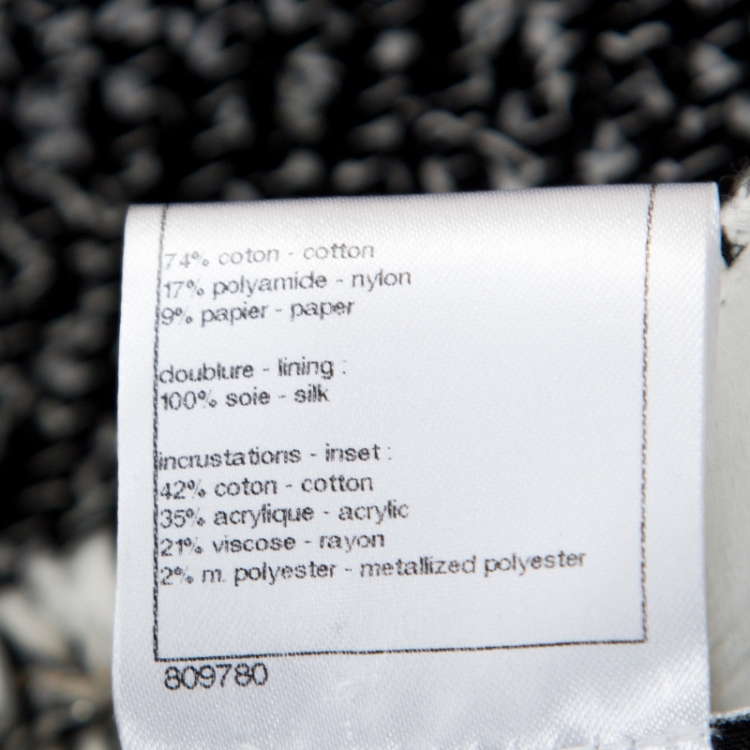 74% coton - cotton
17% polyamide - nylon
9% papier - paper
doublure - lining :
100% soie - silk
incrustations - inset :
42% coton - cotton
35% acrylique - acrylic
21% viscose - rayon
2% m. polyester - metallized polyester
809780